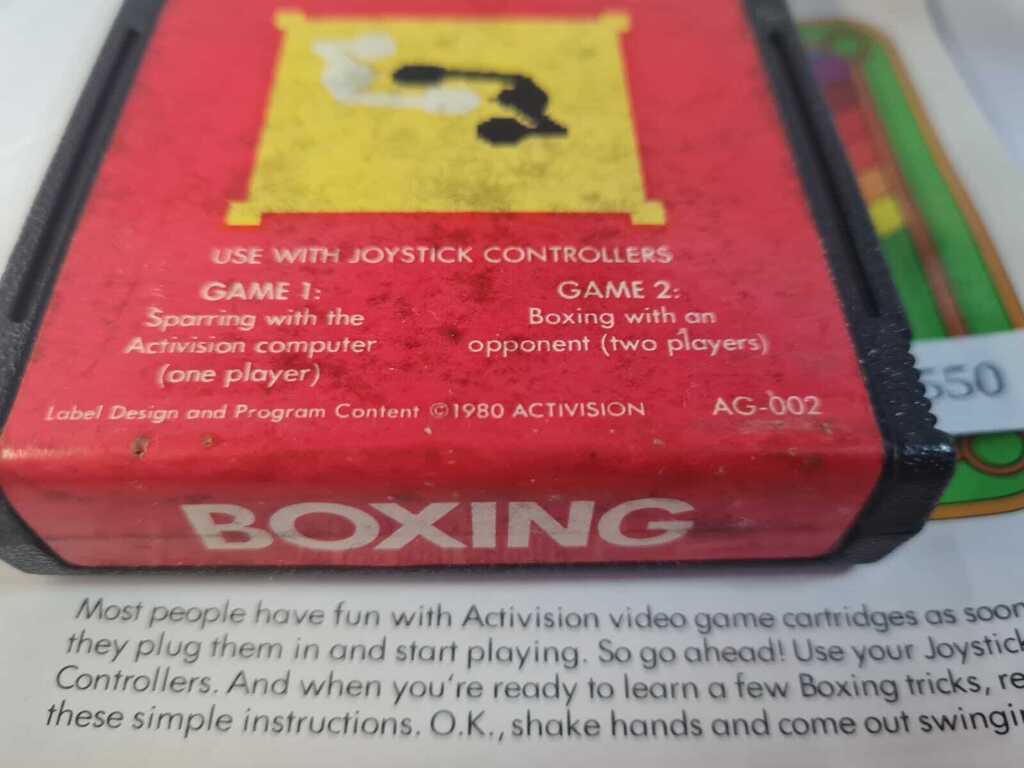 USE WITH JOYSTICK CONTROLLERS
GAME 1:
Sparring with the
Activision computer
(one player)
GAME 2:
Boxing with an
opponent (two players)
Label Design and Program Content ©1980 ACTIVISION
AG-002
550
BOXING
Most people have fun with Activision video game cartridges as soon
they plug them in and start playing. So go ahead! Use your Joystick
Controllers. And when you're ready to learn a few Boxing tricks, re
these simple instructions. O.K., shake hands and come out swingin